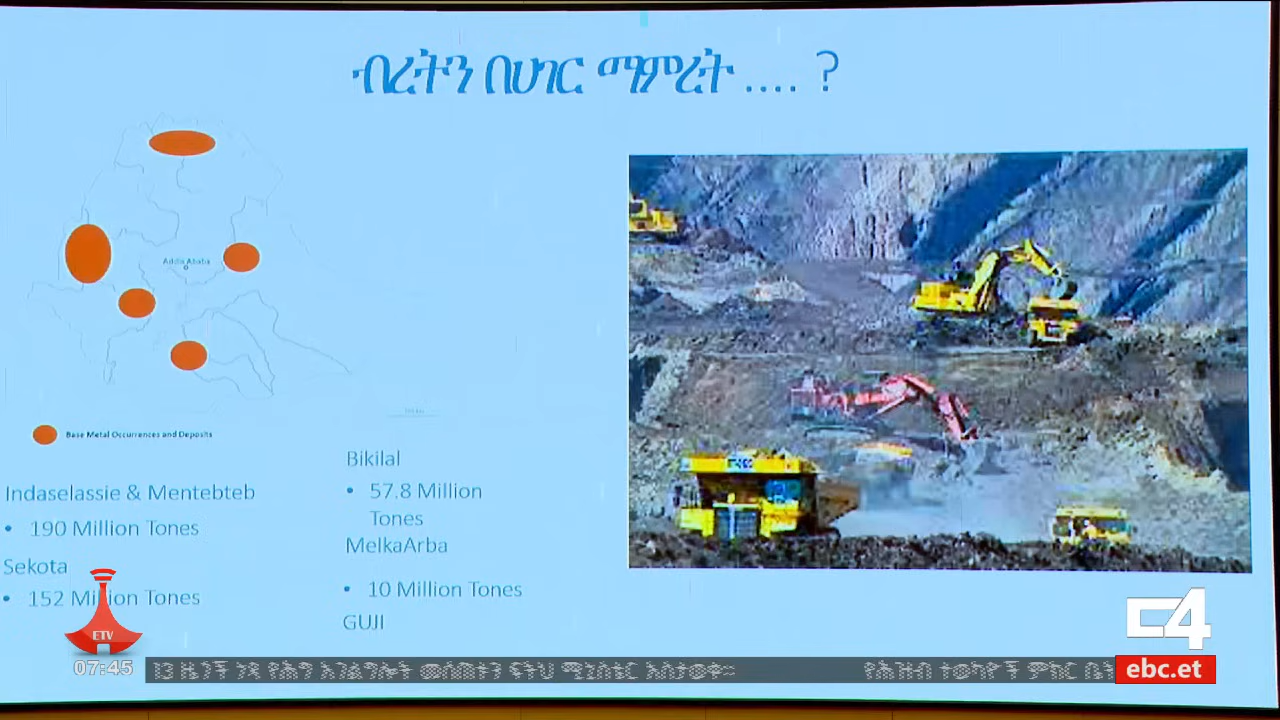 ብረትን በሀገር ማምረት .... ?
Addis Ababa
Base Metal Occurrences and Deposits
Indaselassie & Mentebteb
• 190 Million Tones
Sekota
• 152 Million Tones
Bikilal
• 57.8 Million
Tones
MelkaArba
• 10 Million Tones
GUJI
ETV
07:45
C4
ebc.et